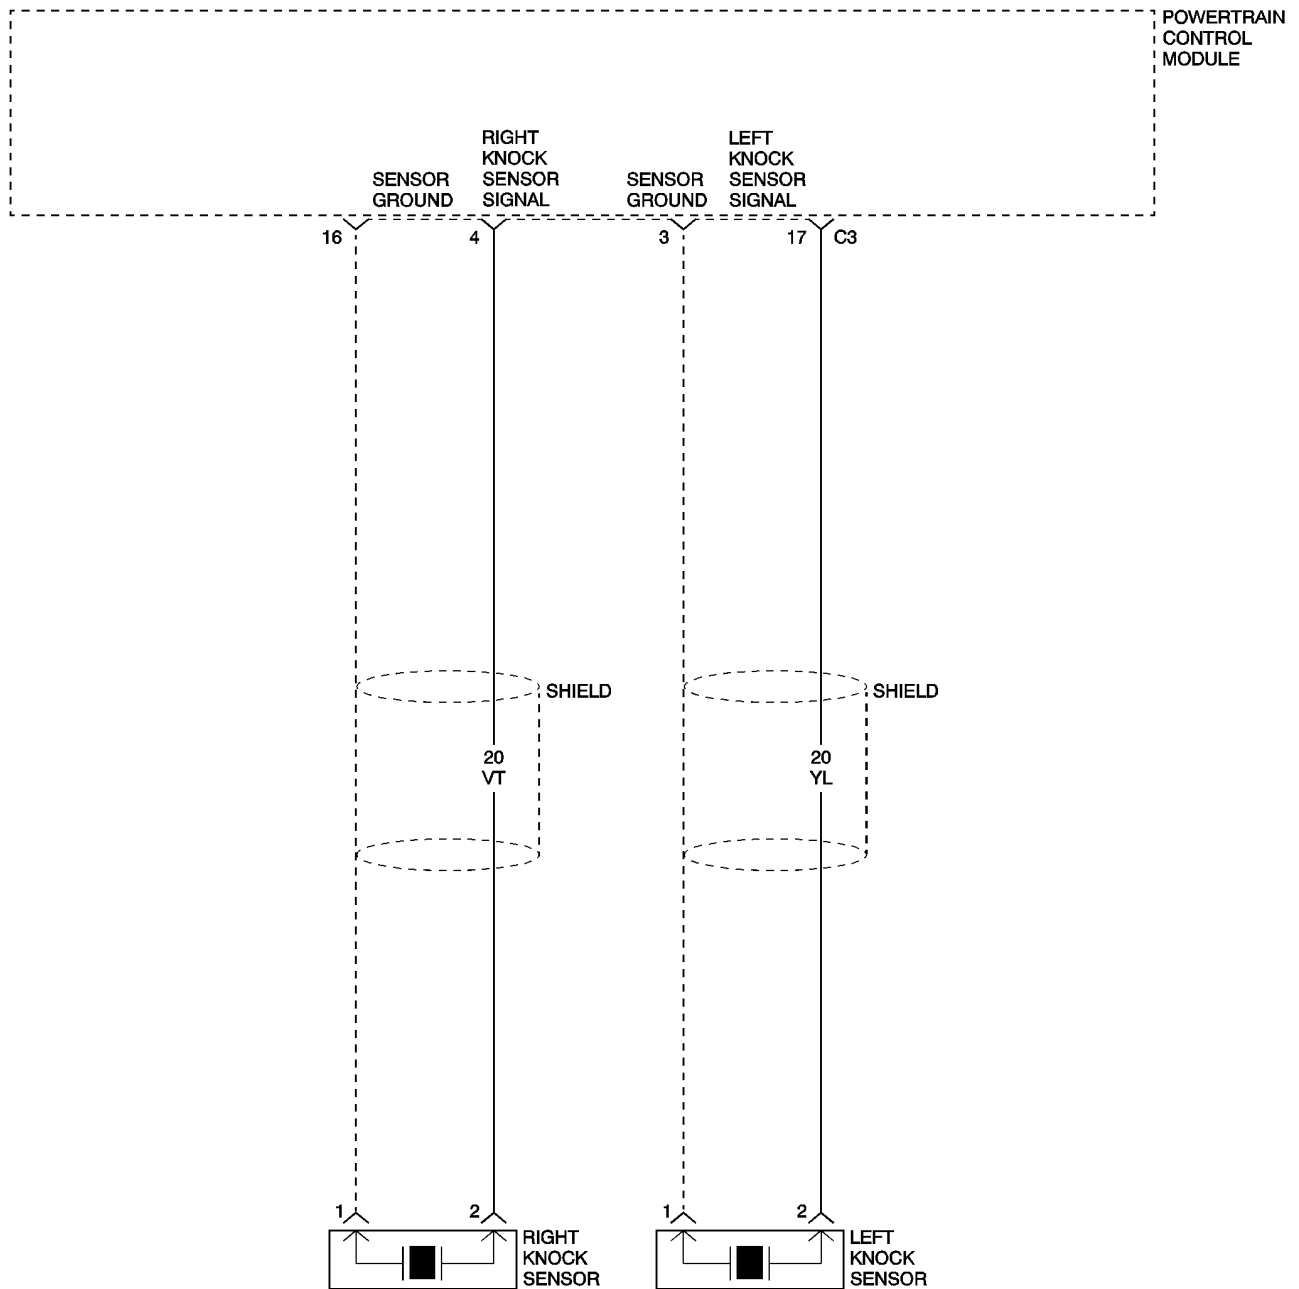 POWERTRAIN
CONTROL
MODULE
SENSOR
GROUND
RIGHT
KNOCK
SENSOR
SIGNAL
SENSOR
GROUND
LEFT
KNOCK
SENSOR
SIGNAL
16
4
3
17
C3
SHIELD
SHIELD
20
VT
20
YL
1
2
RIGHT
KNOCK
SENSOR
1
2
LEFT
KNOCK
SENSOR